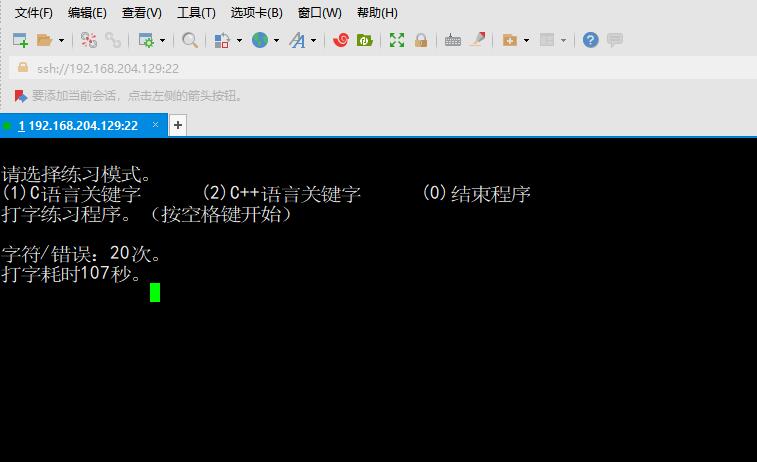 文件(F) 编辑(E) 查看(V) 工具(T) 选项卡(B) 窗口(W) 帮助(H)
ssh://192.168.204.129:22
要添加当前会话，点击左侧的箭头按钮。
1 192.168.204.129:22 × +
请选择练习模式。
(1)C语言关键字 (2)C++语言关键字 (0)结束程序
打字练习程序。（按空格键开始）
字符/错误：20次。
打字耗时107秒。